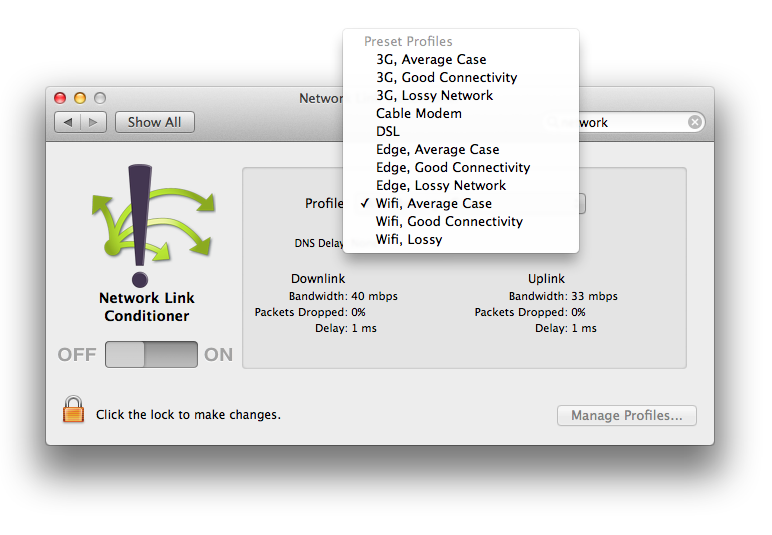 Preset Profiles
3G, Average Case
3G, Good Connectivity
3G, Lossy Network
Cable Modem
DSL
Edge, Average Case
Edge, Good Connectivity
Edge, Lossy Network
✓ Wifi, Average Case
Wifi, Good Connectivity
Wifi, Lossy
Show All
Profile
DNS Delay
Network Link
Conditioner
OFF ON
Downlink
Bandwidth: 40 mbps
Packets Dropped: 0%
Delay: 1 ms
Uplink
Bandwidth: 33 mbps
Packets Dropped: 0%
Delay: 1 ms
Click the lock to make changes.
Manage Profiles...